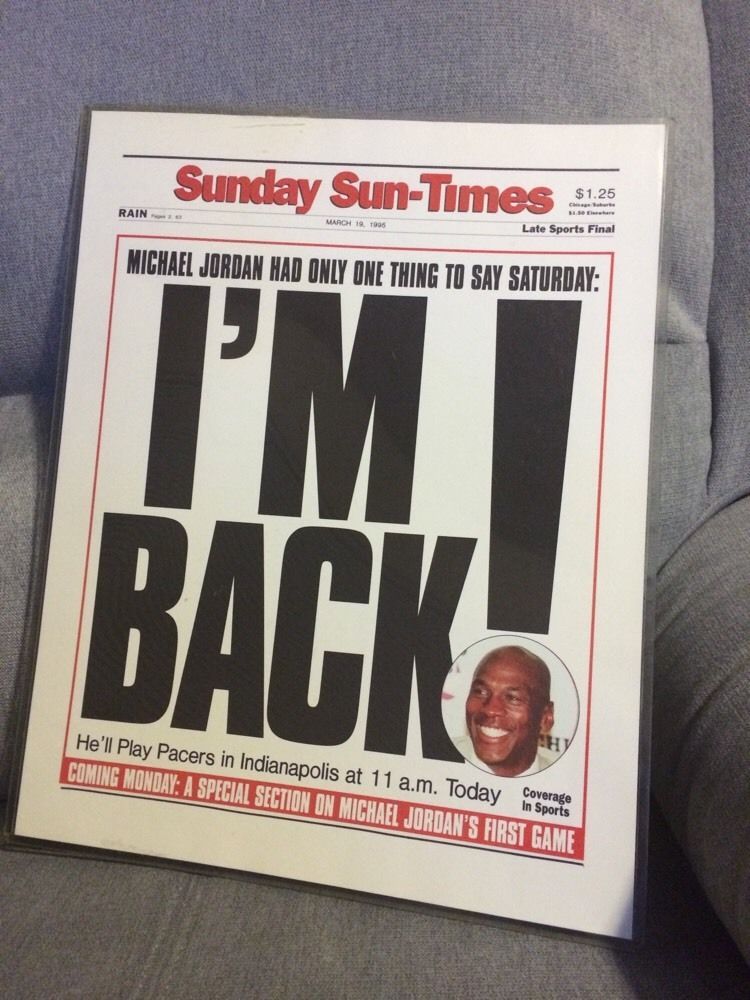 Sunday Sun-Times
$1.25
Chicago/Suburbs
$1.50 Elsewhere
RAIN Pages 2, 63
MARCH 19, 1995
Late Sports Final
MICHAEL JORDAN HAD ONLY ONE THING TO SAY SATURDAY:
I'M
BACK!
He'll Play Pacers in Indianapolis at 11 a.m. Today
Coverage
In Sports
COMING MONDAY: A SPECIAL SECTION ON MICHAEL JORDAN'S FIRST GAME